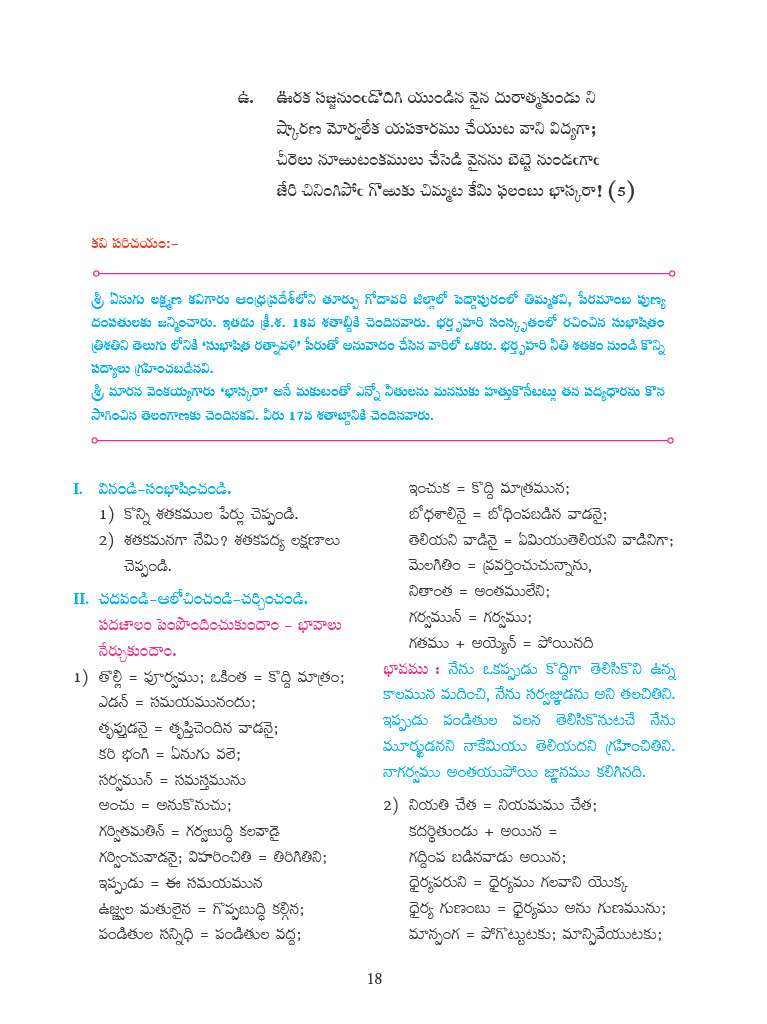 ఉ. ఊరక సజ్జనుండొదిగి యుండిన నైన దురాత్మకుండు ని
ష్కారణ మోర్వలేక యపకారము చేయుట వాని విద్యగా;
చీరెలు నూఱుటంకములు చేసెడి వైనను బెట్టె నుండఁగాఁ
జేరి చినింగిపోఁ గొఱుకు చిమ్మట కేమి ఫలంబు భాస్కరా! (5)
కవి పరిచయం:-
శ్రీ ఏనుగు లక్ష్మణ కవిగారు ఆంధ్రప్రదేశ్‌లోని తూర్పు గోదావరి జిల్లాలో పెద్దాపురంలో తిమ్మకవి, పేరమాంబ పుణ్య
దంపతులకు జన్మించారు. ఇతడు క్రీ.శ. 18వ శతాబ్దికి చెందినవారు. భర్తృహరి సంస్కృతంలో రచించిన సుభాషితం
త్రిశతిని తెలుగు లోనికి ‘సుభాషిత రత్నావళి’ పేరుతో అనువాదం చేసిన వారిలో ఒకరు. భర్తృహరి నీతి శతకం నుండి కొన్ని
పద్యాలు గ్రహించబడినవి.
శ్రీ మారన వెంకయ్యగారు ‘భాస్కరా’ అనే మకుటంతో ఎన్నో నీతులను మనసుకు హత్తుకొనేటట్లు తన పద్యధారను కొన
సాగించిన తెలంగాణకు చెందినకవి. వీరు 17వ శతాబ్దానికి చెందినవారు.
I. వినండి-సంభాషించండి.
1) కొన్ని శతకముల పేర్లు చెప్పండి.
2) శతకమనగా నేమి? శతకపద్య లక్షణాలు
చెప్పండి.
II. చదవండి-ఆలోచించండి-చర్చించండి.
పదజాలం పెంపొందించుకుందాం - భావాలు
నేర్చుకుందాం.
1) తొల్లి = పూర్వము; ఒకింత = కొద్ది మాత్రం;
ఎడన్ = సమయమునందు;
తృప్తుడనై = తృప్తిచెందిన వాడనై;
కరి భంగి = ఏనుగు వలె;
సర్వమున్ = సమస్తమును
అంచు = అనుకొనుచు;
గర్వితమతిన్ = గర్వబుద్ధి కలవాడై
గర్వించువాడనై; విహరించితి = తిరిగితిని;
ఇప్పుడు = ఈ సమయమున
ఉజ్జ్వల మతులైన = గొప్పబుద్ధి కల్గిన;
పండితుల సన్నిధి = పండితుల వద్ద;
ఇంచుక = కొద్ది మాత్రమున;
బోధశాలినై = బోధింపబడిన వాడనై;
తెలియని వాడినై = ఏమియుతెలియని వాడినిగా;
మెలగితిం = ప్రవర్తించుచున్నాను,
నితాంత = అంతములేని;
గర్వమున్ = గర్వము;
గతము + అయ్యెన్ = పోయినది
భావము : నేను ఒకప్పుడు కొద్దిగా తెలిసికొని ఉన్న
కాలమున మదించి, నేను సర్వజ్ఞుడను అని తలచితిని.
ఇప్పుడు పండితుల వలన తెలిసికొనుటచే నేను
మూర్ఖుడనని నాకేమియు తెలియదని గ్రహించితిని.
నాగర్వము అంతయుపోయి జ్ఞానము కలిగినది.
2) నియతి చేత = నియమము చేత;
కదర్థితుండు + అయిన =
గద్దింప బడినవాడు అయిన;
ధైర్యపరుని = ధైర్యము గలవాని యొక్క
ధైర్య గుణంబు = ధైర్యము అను గుణమును;
మాన్పంగ = పోగొట్టుటకు; మాన్పివేయుటకు;
18